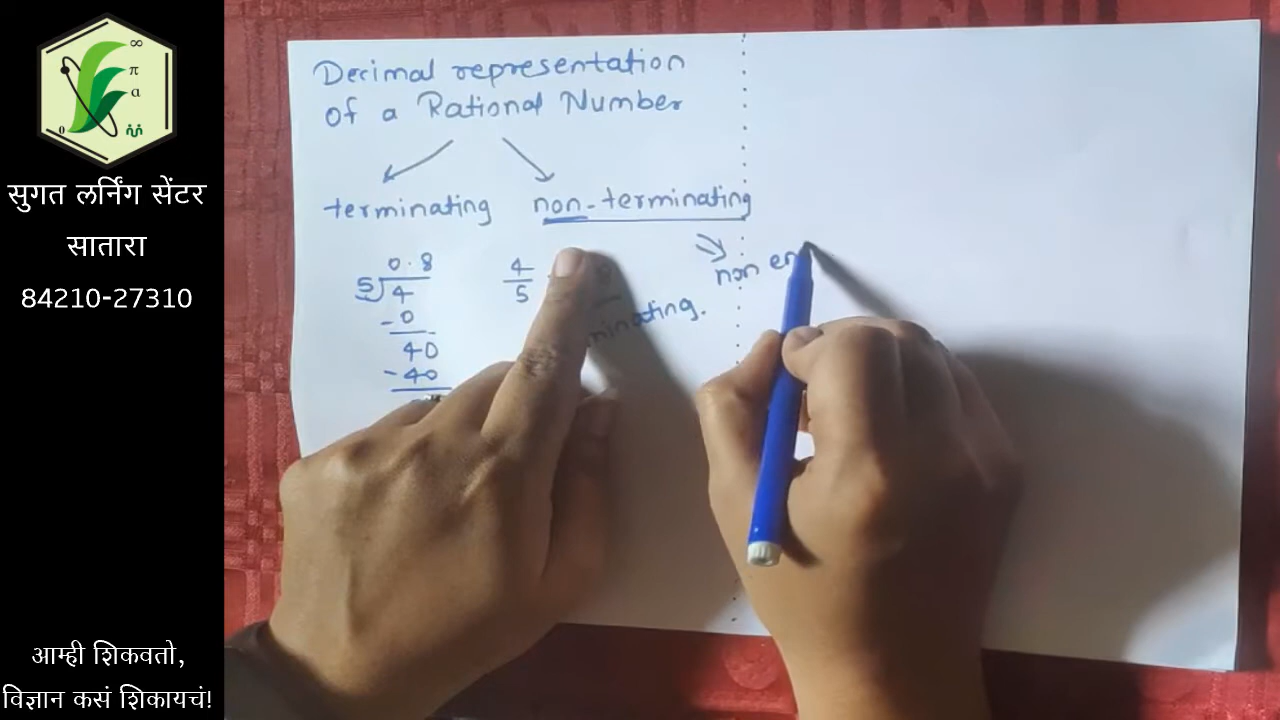 ∞
π
α
0
सुगत लर्निंग सेंटर
सातारा
84210-27310
आम्ही शिकवतो,
विज्ञान कसं शिकायचं!
Decimal representation
of a Rational Number
terminating non-terminating
0.8
5)4
-0
40
-40
4
5
non en